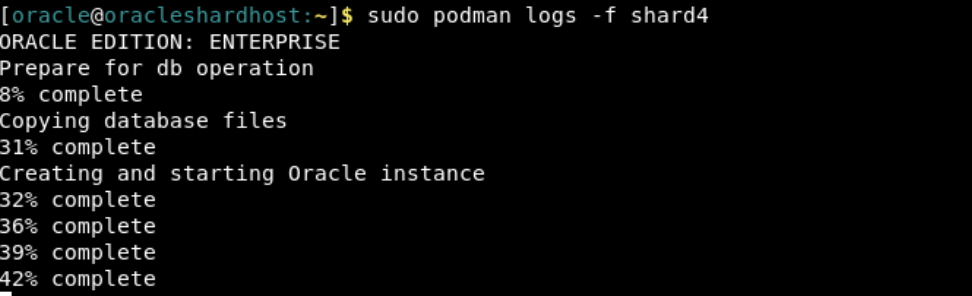 [oracle@oracleshardhost:~]$ sudo podman logs -f shard4
ORACLE EDITION: ENTERPRISE
Prepare for db operation
8% complete
Copying database files
31% complete
Creating and starting Oracle instance
32% complete
36% complete
39% complete
42% complete